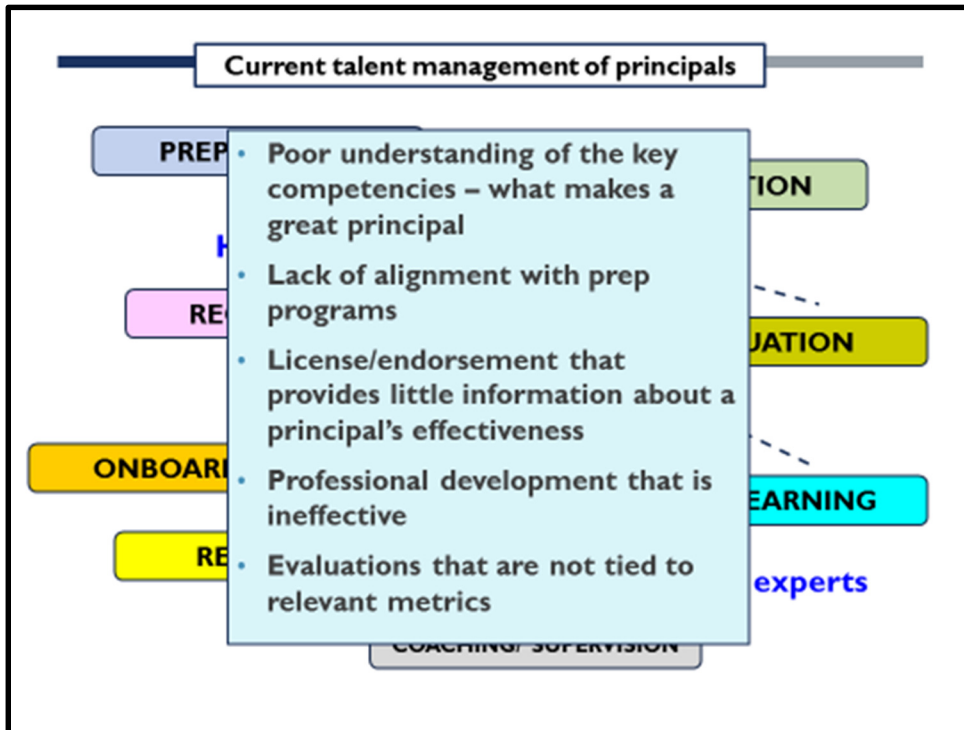 Current talent management of principals
PREP
• Poor understanding of the key
competencies – what makes a
great principal
TION
H
• Lack of alignment with prep
programs
REC
• License/endorsement that
provides little information about a
principal's effectiveness
UATION
ONBOAR
• Professional development that is
ineffective
EARNING
RE
• Evaluations that are not tied to
relevant metrics
experts
COACHING/ SUPERVISION